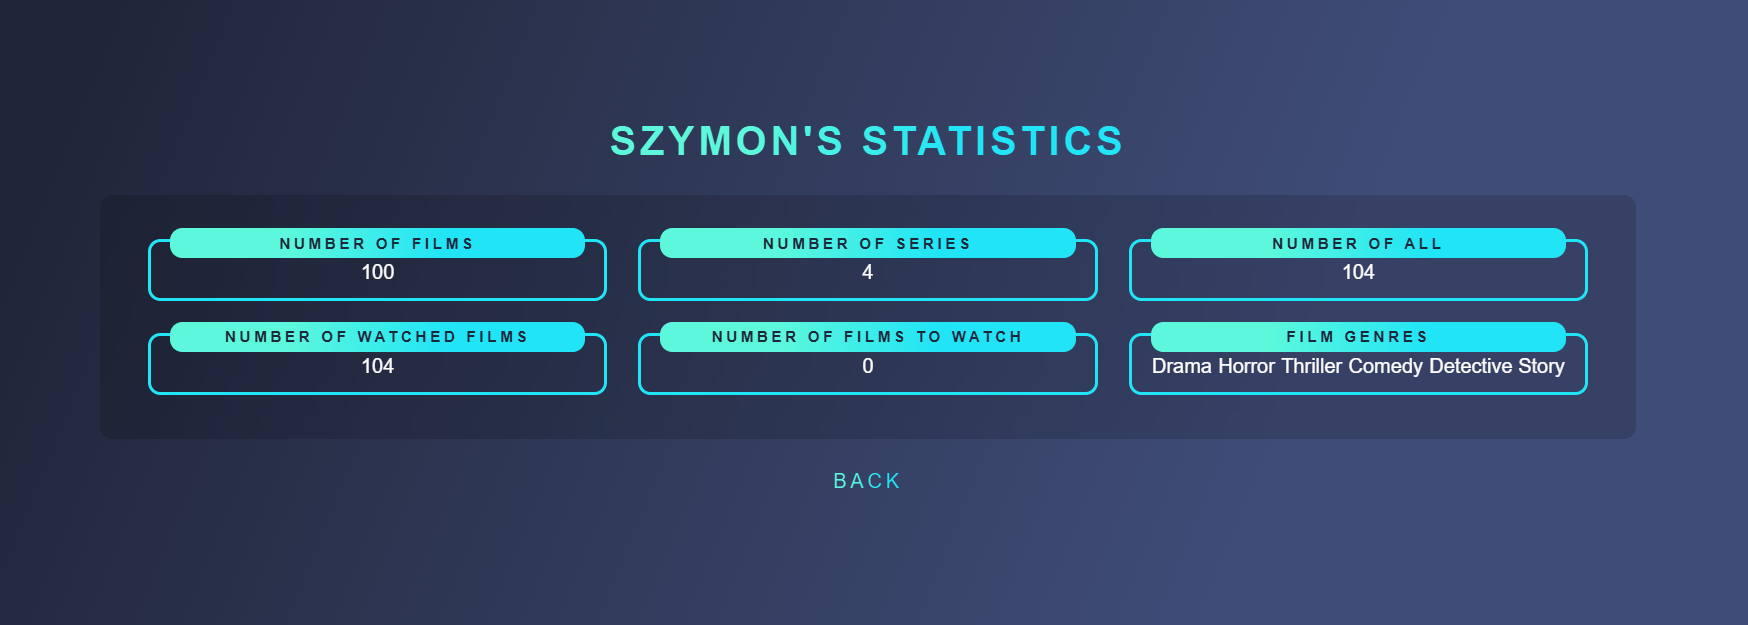 SZYMON'S STATISTICS
NUMBER OF FILMS
100
NUMBER OF SERIES
4
NUMBER OF ALL
104
NUMBER OF WATCHED FILMS
104
NUMBER OF FILMS TO WATCH
0
FILM GENRES
Drama Horror Thriller Comedy Detective Story
BACK